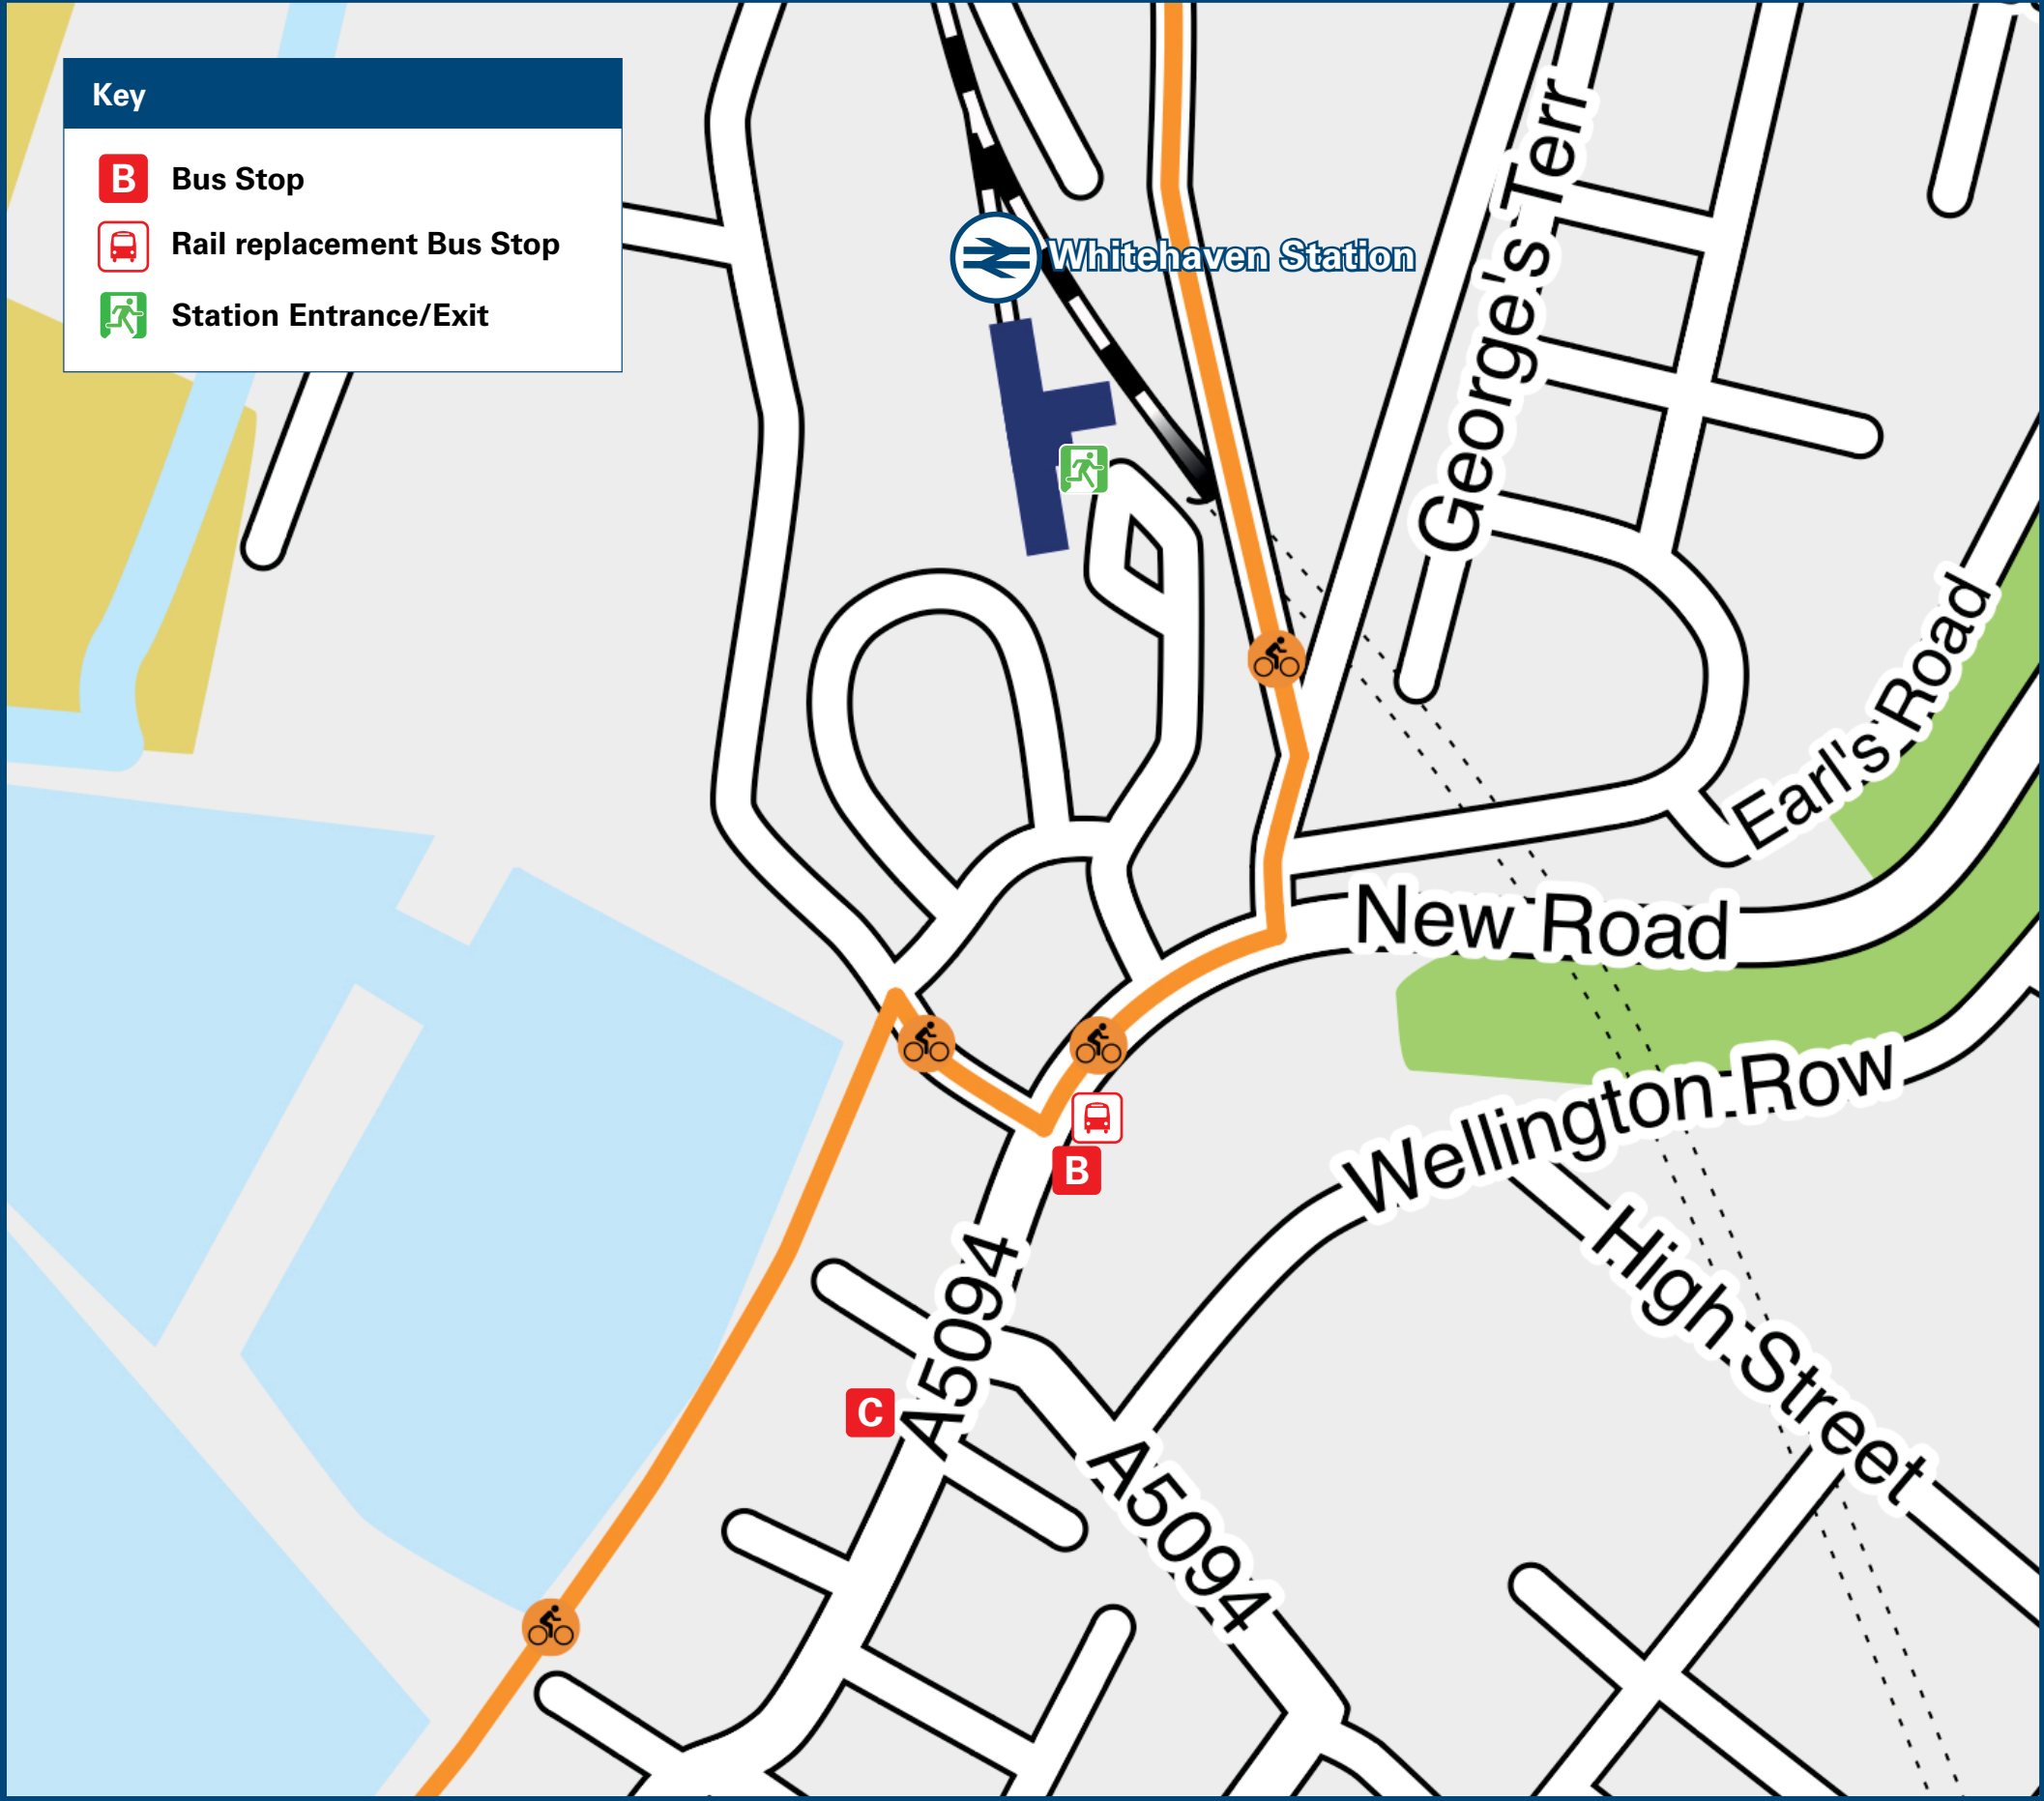 Key
B Bus Stop
Rail replacement Bus Stop
Station Entrance/Exit
Whitehaven Station
George's Terr
Earl's Road
New Road
Wellington Row
High Street
B
A5094
C
A5094